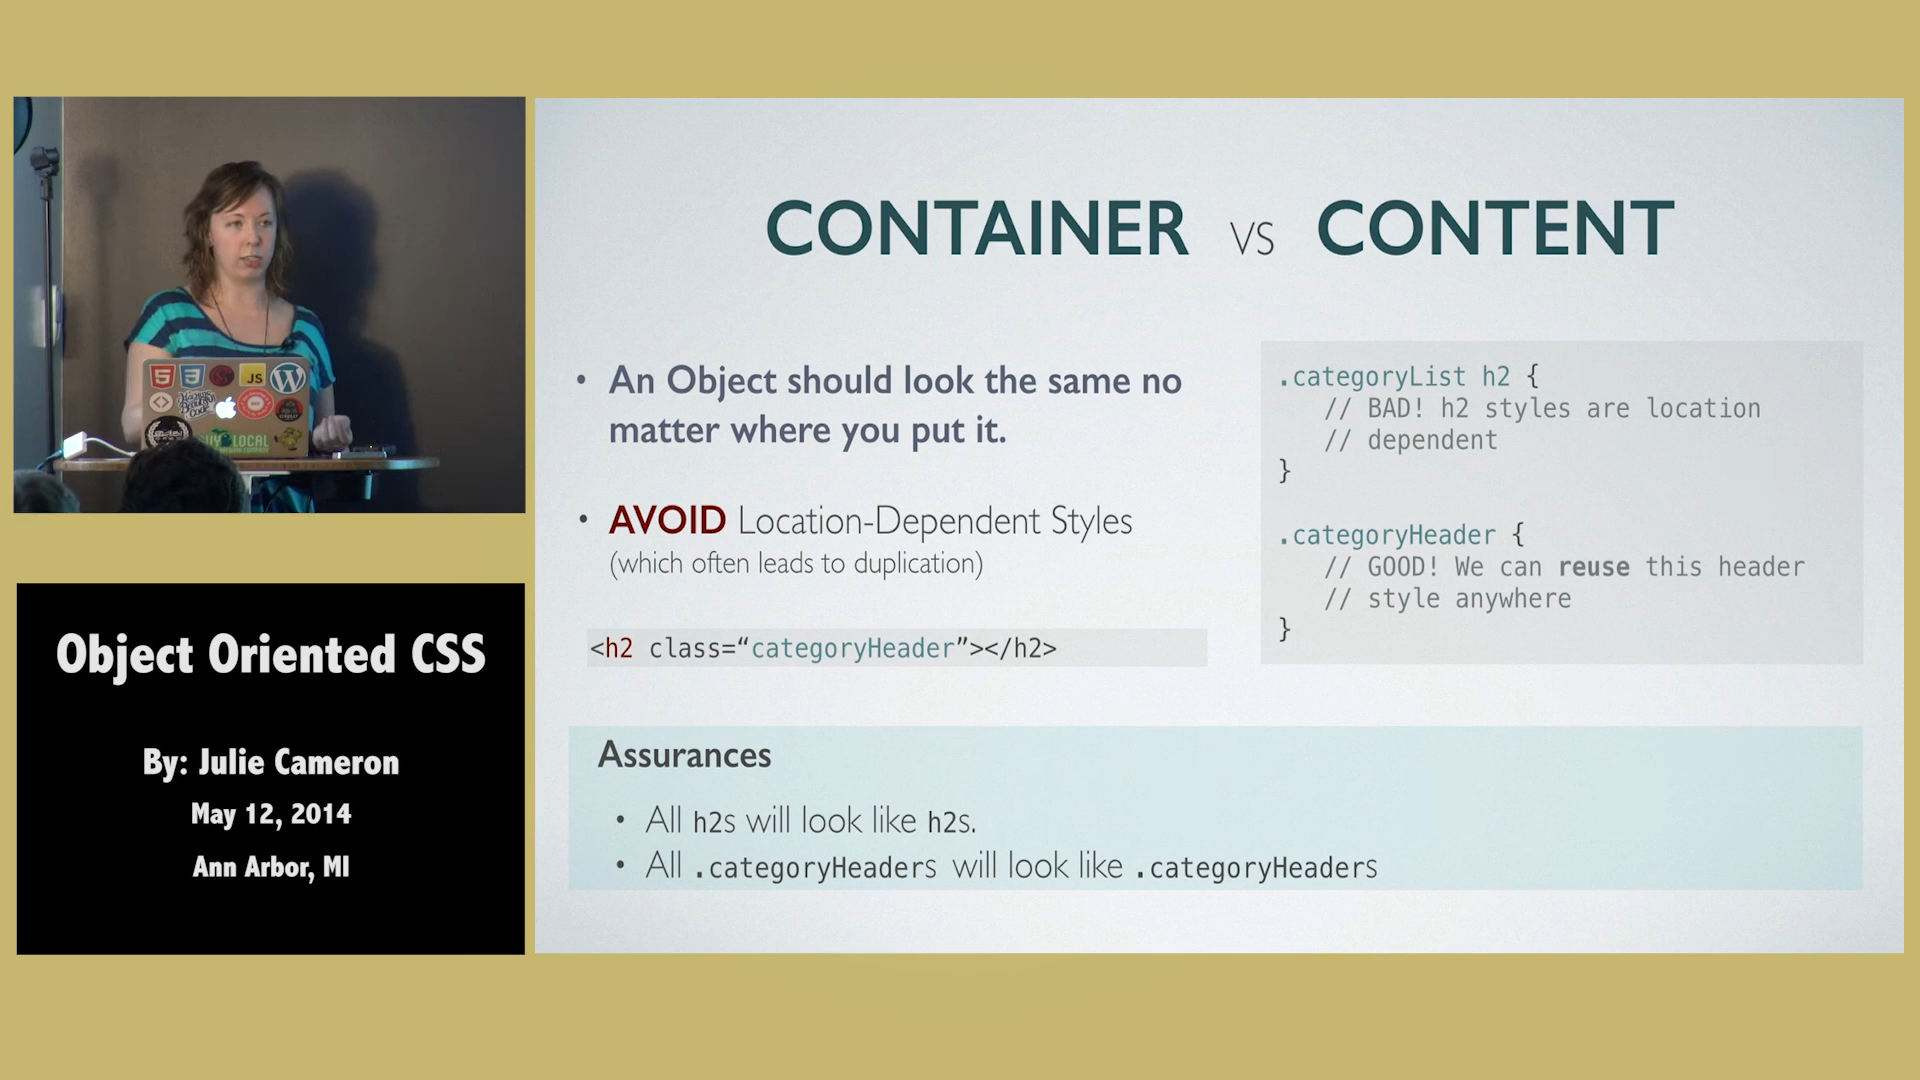 JS
LOCAL
Object Oriented CSS
By: Julie Cameron
May 12, 2014
Ann Arbor, MI
CONTAINER vs CONTENT
• An Object should look the same no
matter where you put it.
• AVOID Location-Dependent Styles
(which often leads to duplication)
<h2 class=“categoryHeader”></h2>
.categoryList h2 {
// BAD! h2 styles are location
// dependent
}
.categoryHeader {
// GOOD! We can reuse this header
// style anywhere
}
Assurances
• All h2s will look like h2s.
• All .categoryHeaders will look like .categoryHeaders